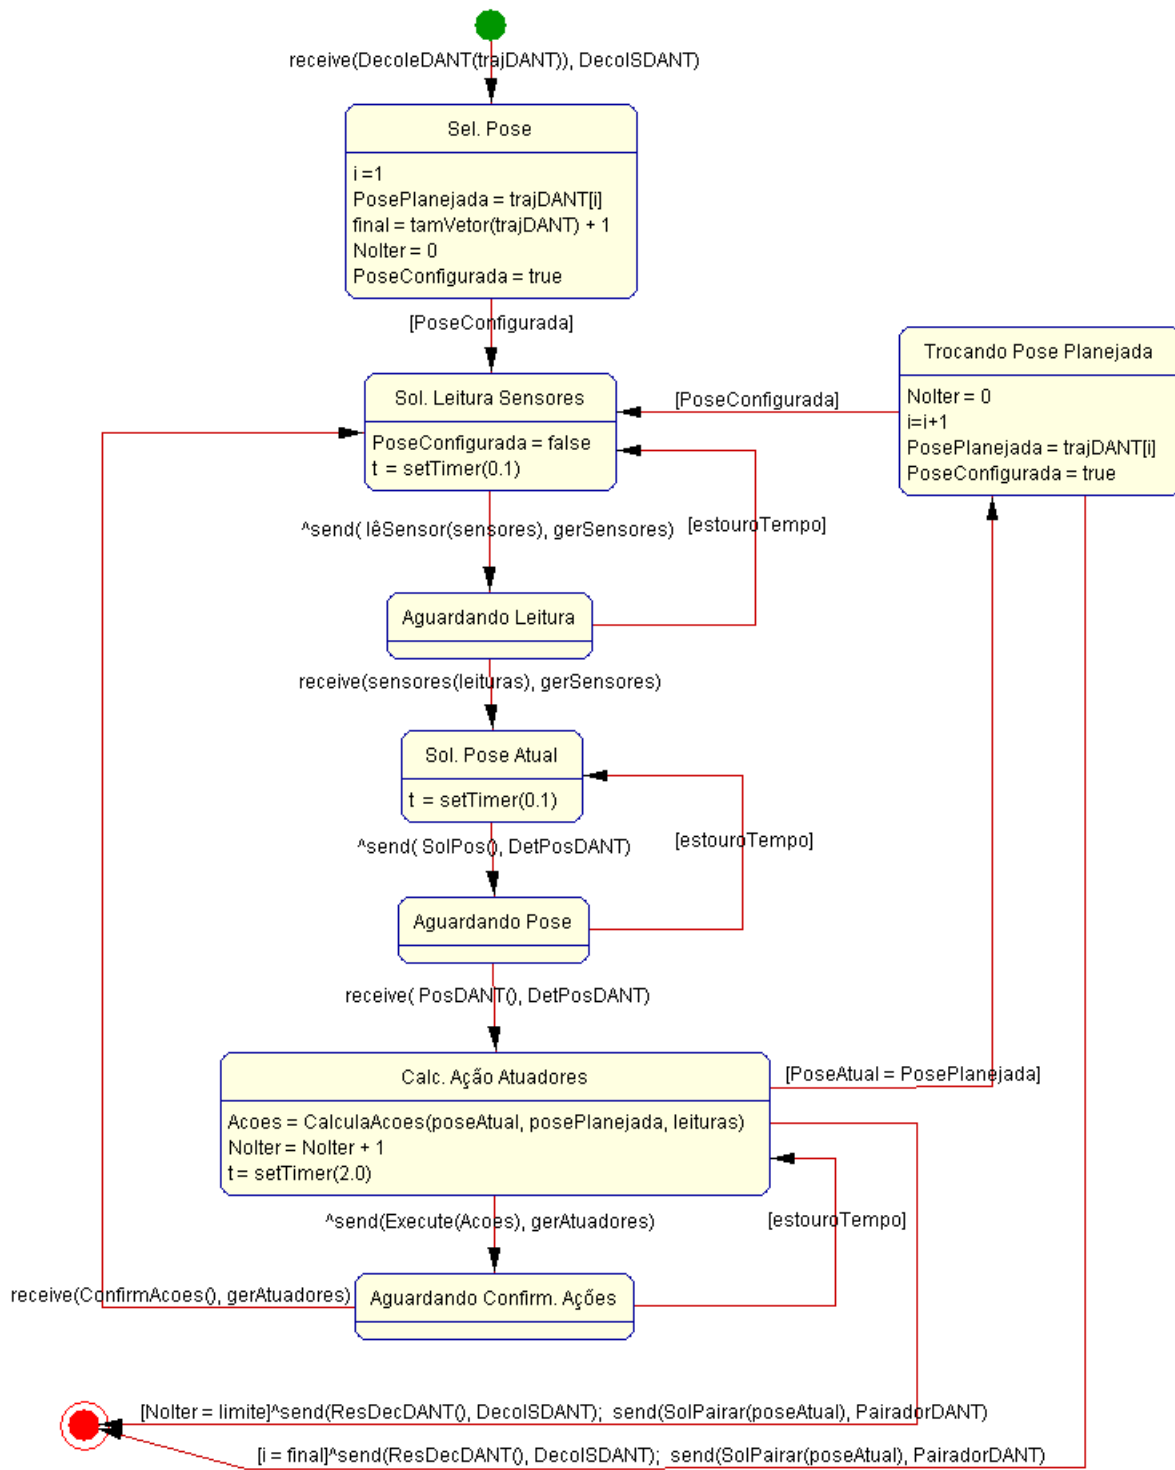 receive(DecoleDANT(trajDANT)), DecolSDANT)
Sel. Pose
i =1
PosePlanejada = trajDANT[i]
final = tamVetor(trajDANT) + 1
NoIter = 0
PoseConfigurada = true
[PoseConfigurada]
Trocando Pose Planejada
NoIter = 0
i=i+1
PosePlanejada = trajDANT[i]
PoseConfigurada = true
[PoseConfigurada]
Sol. Leitura Sensores
PoseConfigurada = false
t = setTimer(0.1)
^send( lêSensor(sensores), gerSensores)
[estouroTempo]
Aguardando Leitura
receive(sensores(leituras), gerSensores)
Sol. Pose Atual
t = setTimer(0.1)
^send( SolPos(), DetPosDANT)
[estouroTempo]
Aguardando Pose
receive( PosDANT(), DetPosDANT)
Calc. Ação Atuadores
[PoseAtual = PosePlanejada]
Acoes = CalculaAcoes(poseAtual, posePlanejada, leituras)
NoIter = NoIter + 1
t = setTimer(2.0)
^send(Execute(Acoes), gerAtuadores)
[estouroTempo]
receive(ConfirmAcoes(), gerAtuadores)
Aguardando Confirm. Ações
[NoIter = limite]^send(ResDecDANT(), DecolSDANT); send(SolPairar(poseAtual), PairadorDANT)
[i = final]^send(ResDecDANT(), DecolSDANT); send(SolPairar(poseAtual), PairadorDANT)